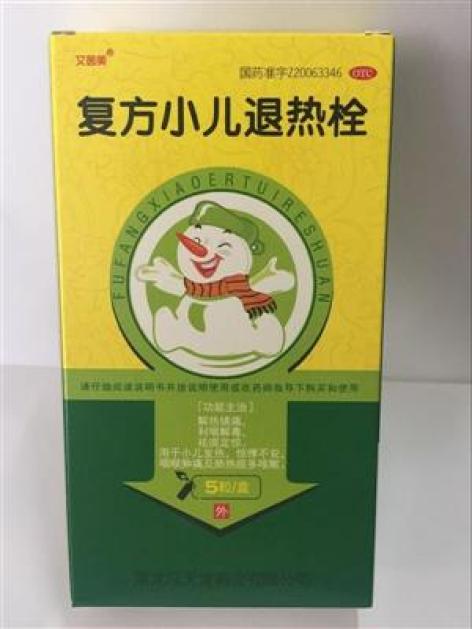 又茵美®
国药准字Z20063346 OTC
复方小儿退热栓
FUFANGXIAOERTUIRESHUAN
请仔细阅读说明书并按说明使用或在药师指导下购买和使用
[功能主治]
解热镇痛,
利咽解毒,
祛痰定惊。
用于小儿发热、惊悸不安、
咽喉肿痛及肺热痰多咳嗽。
5粒/盒
外